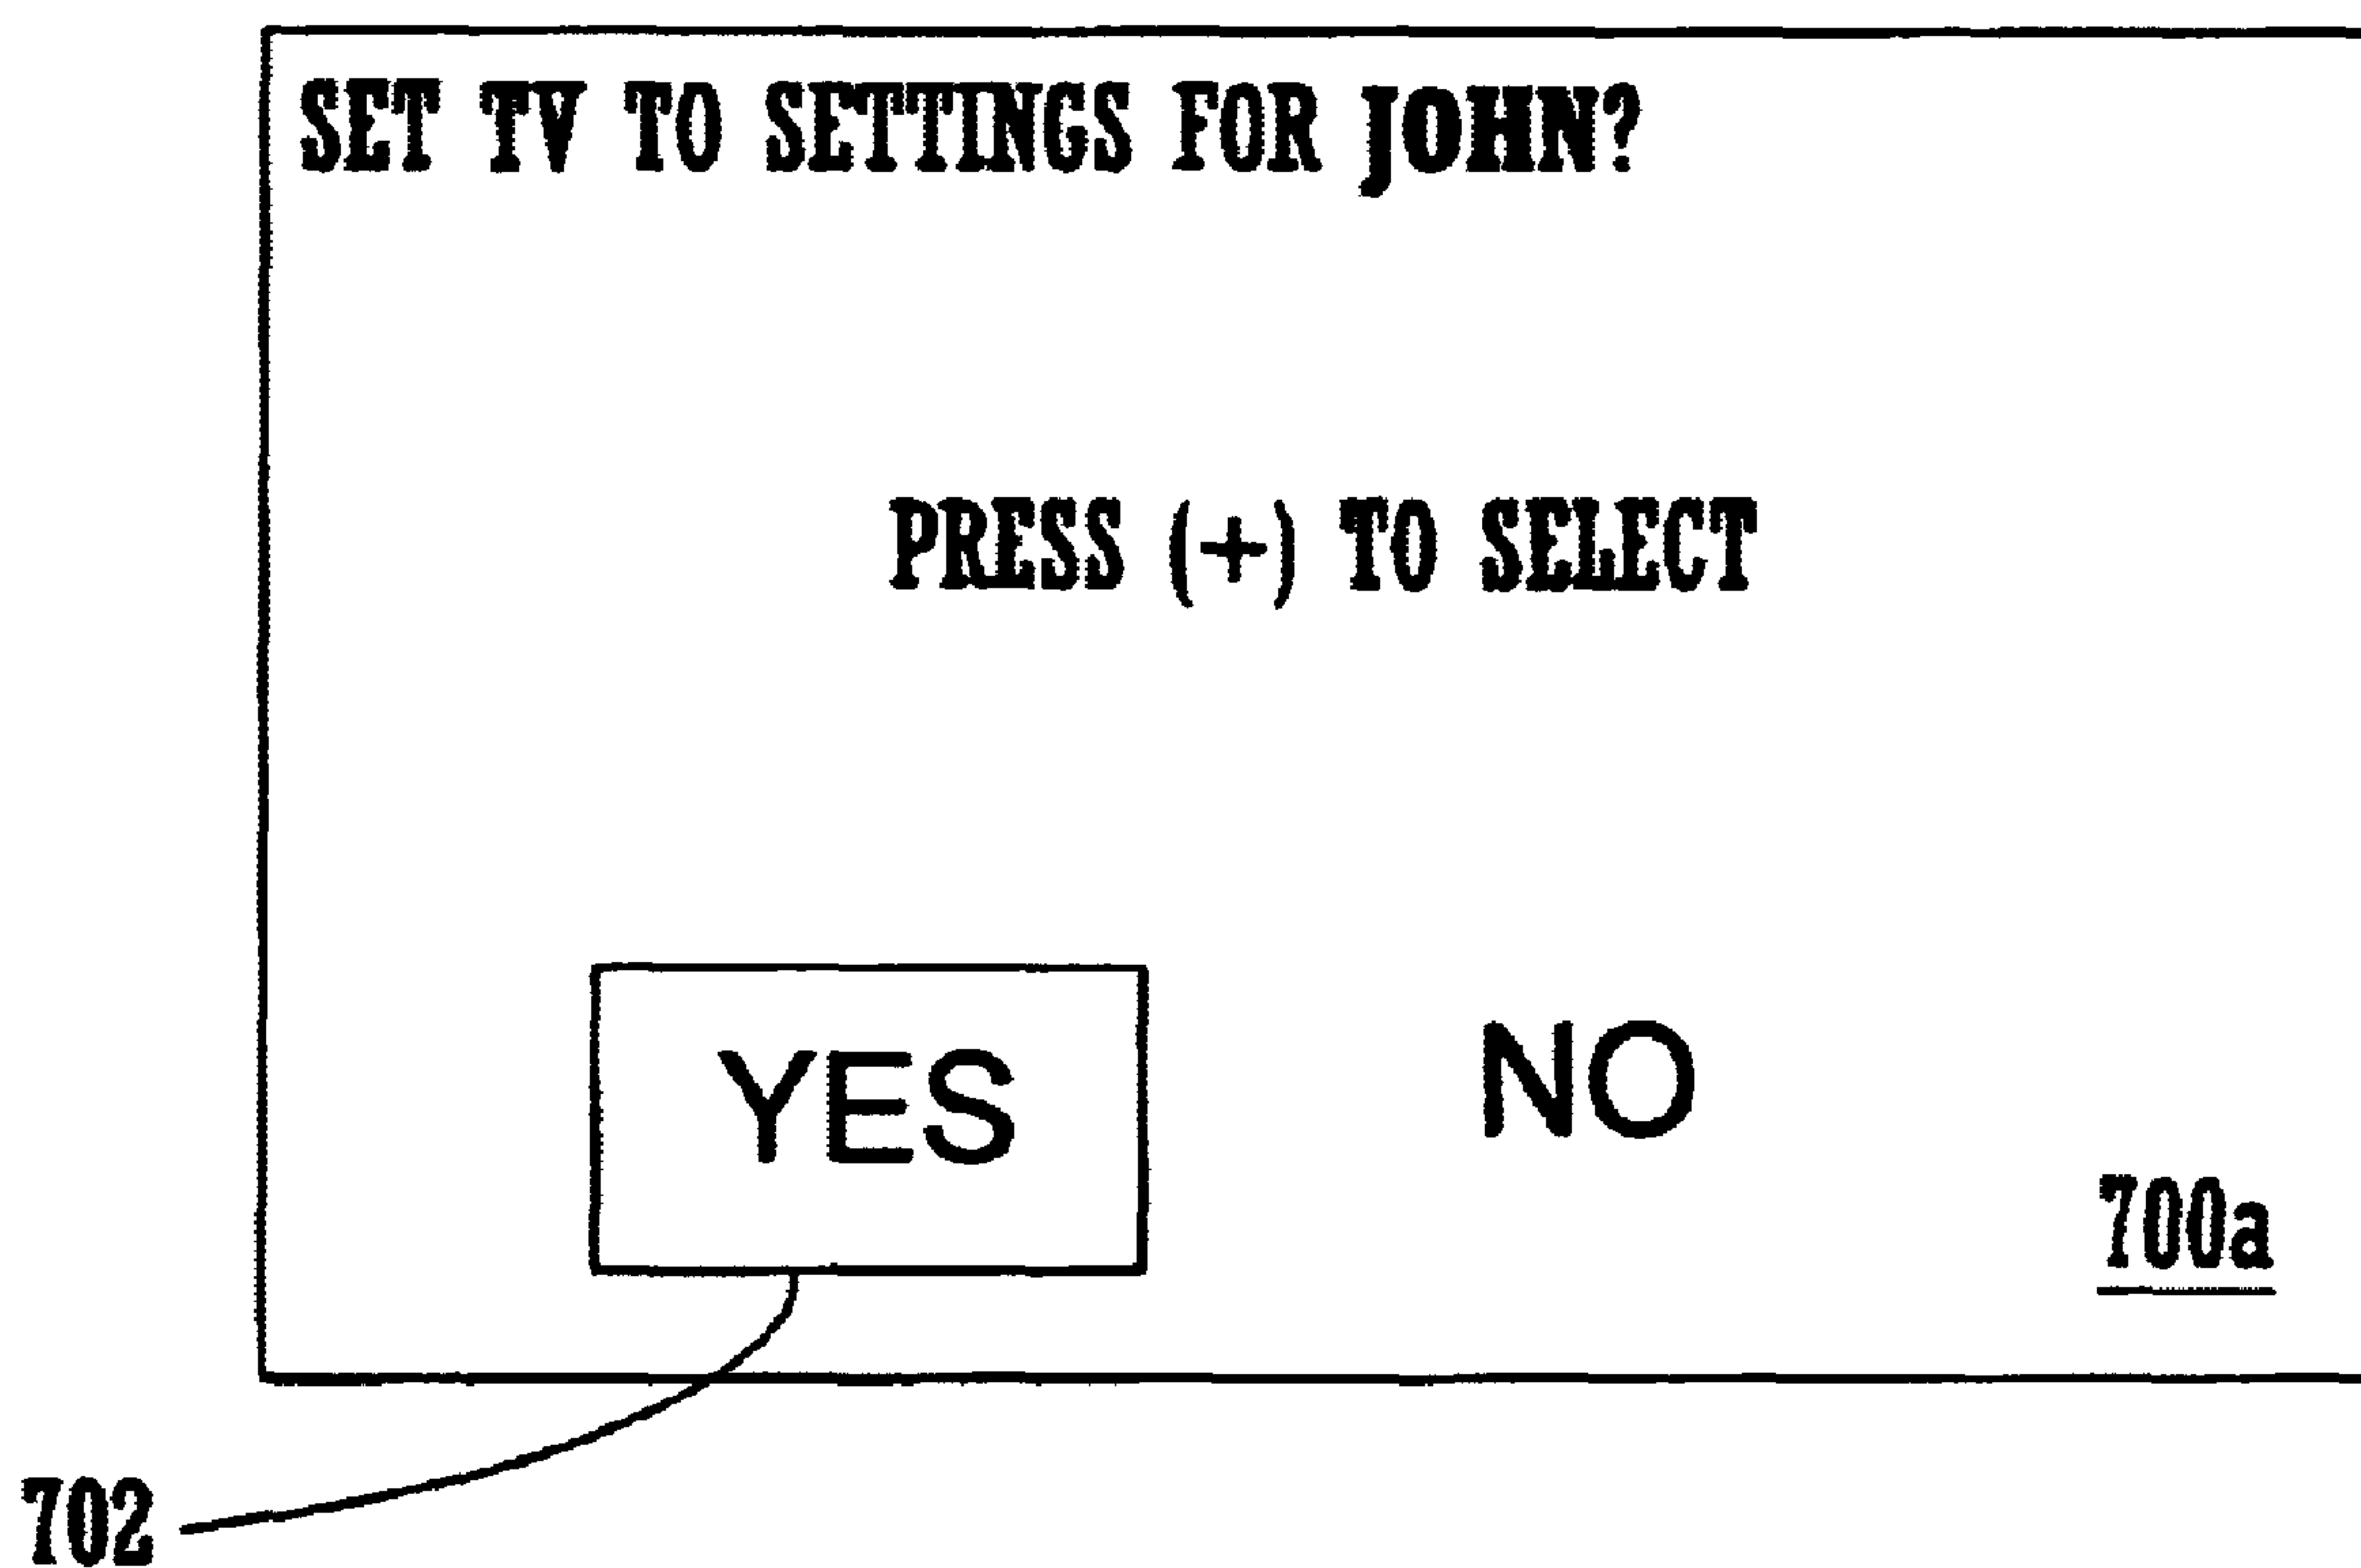 SET TV TO SETTINGS FOR JOHN?
PRESS (+) TO SELECT
YES NO
700a
702